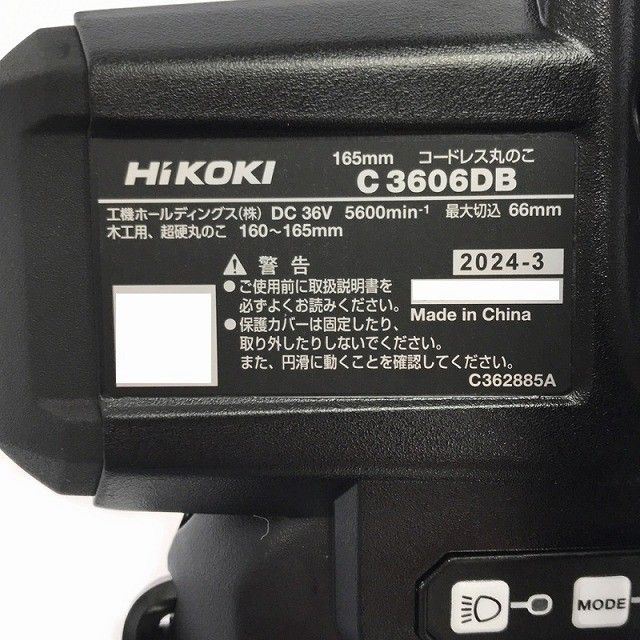 HiKOKI
165mm コードレス丸のこ
C 3606DB
工機ホールディングス(株) DC 36V 5600min-1 最大切込 66mm
木工用、超硬丸のこ 160～165mm
警告
2024-3
●ご使用前に取扱説明書を
必ずよくお読みください。
Made in China
●保護カバーは固定したり、
取り外したりしないでください。
また、円滑に動くことを確認してください。
C362885A
MODE